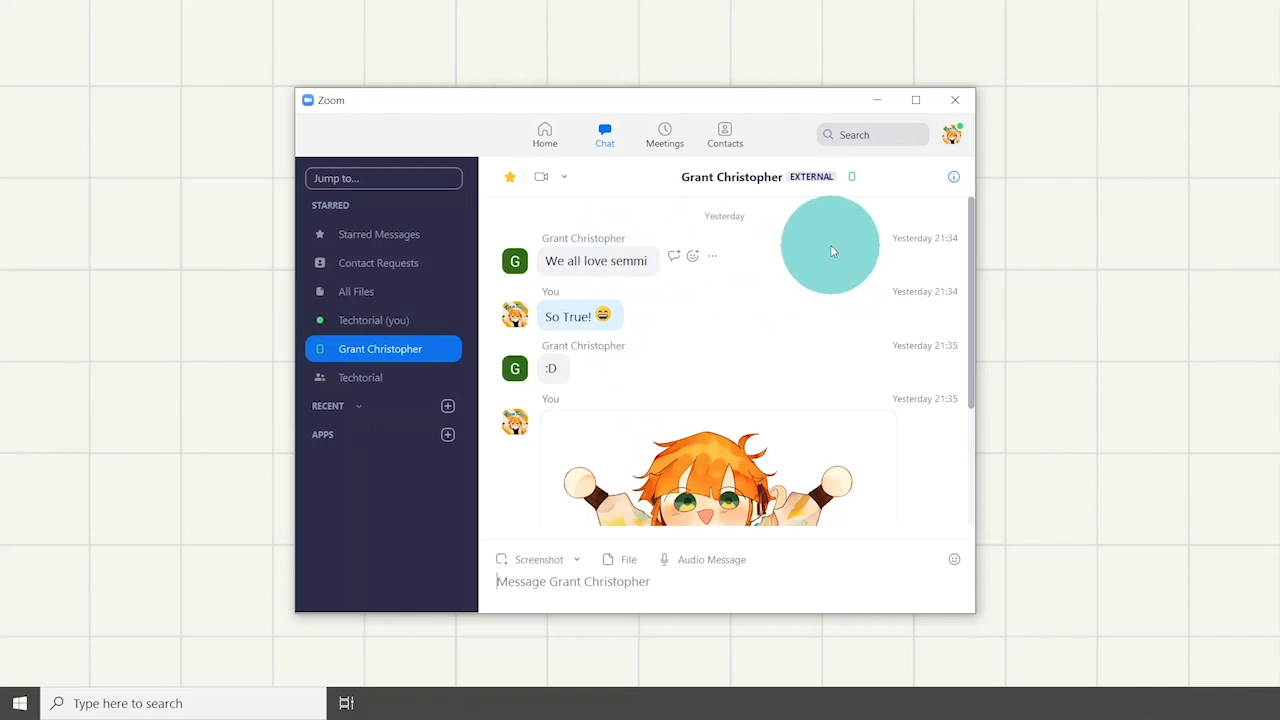 Zoom
Home
Chat
Meetings
Contacts
Search
Jump to...
STARRED
Starred Messages
Contact Requests
All Files
Techtorial (you)
Grant Christopher
Techtorial
RECENT
APPS
Grant Christopher EXTERNAL
Yesterday
Grant Christopher
Yesterday 21:34
G
We all love semmi
You
Yesterday 21:34
So True!
Grant Christopher
Yesterday 21:35
G
:D
You
Yesterday 21:35
Screenshot
File
Audio Message
Message Grant Christopher
Type here to search